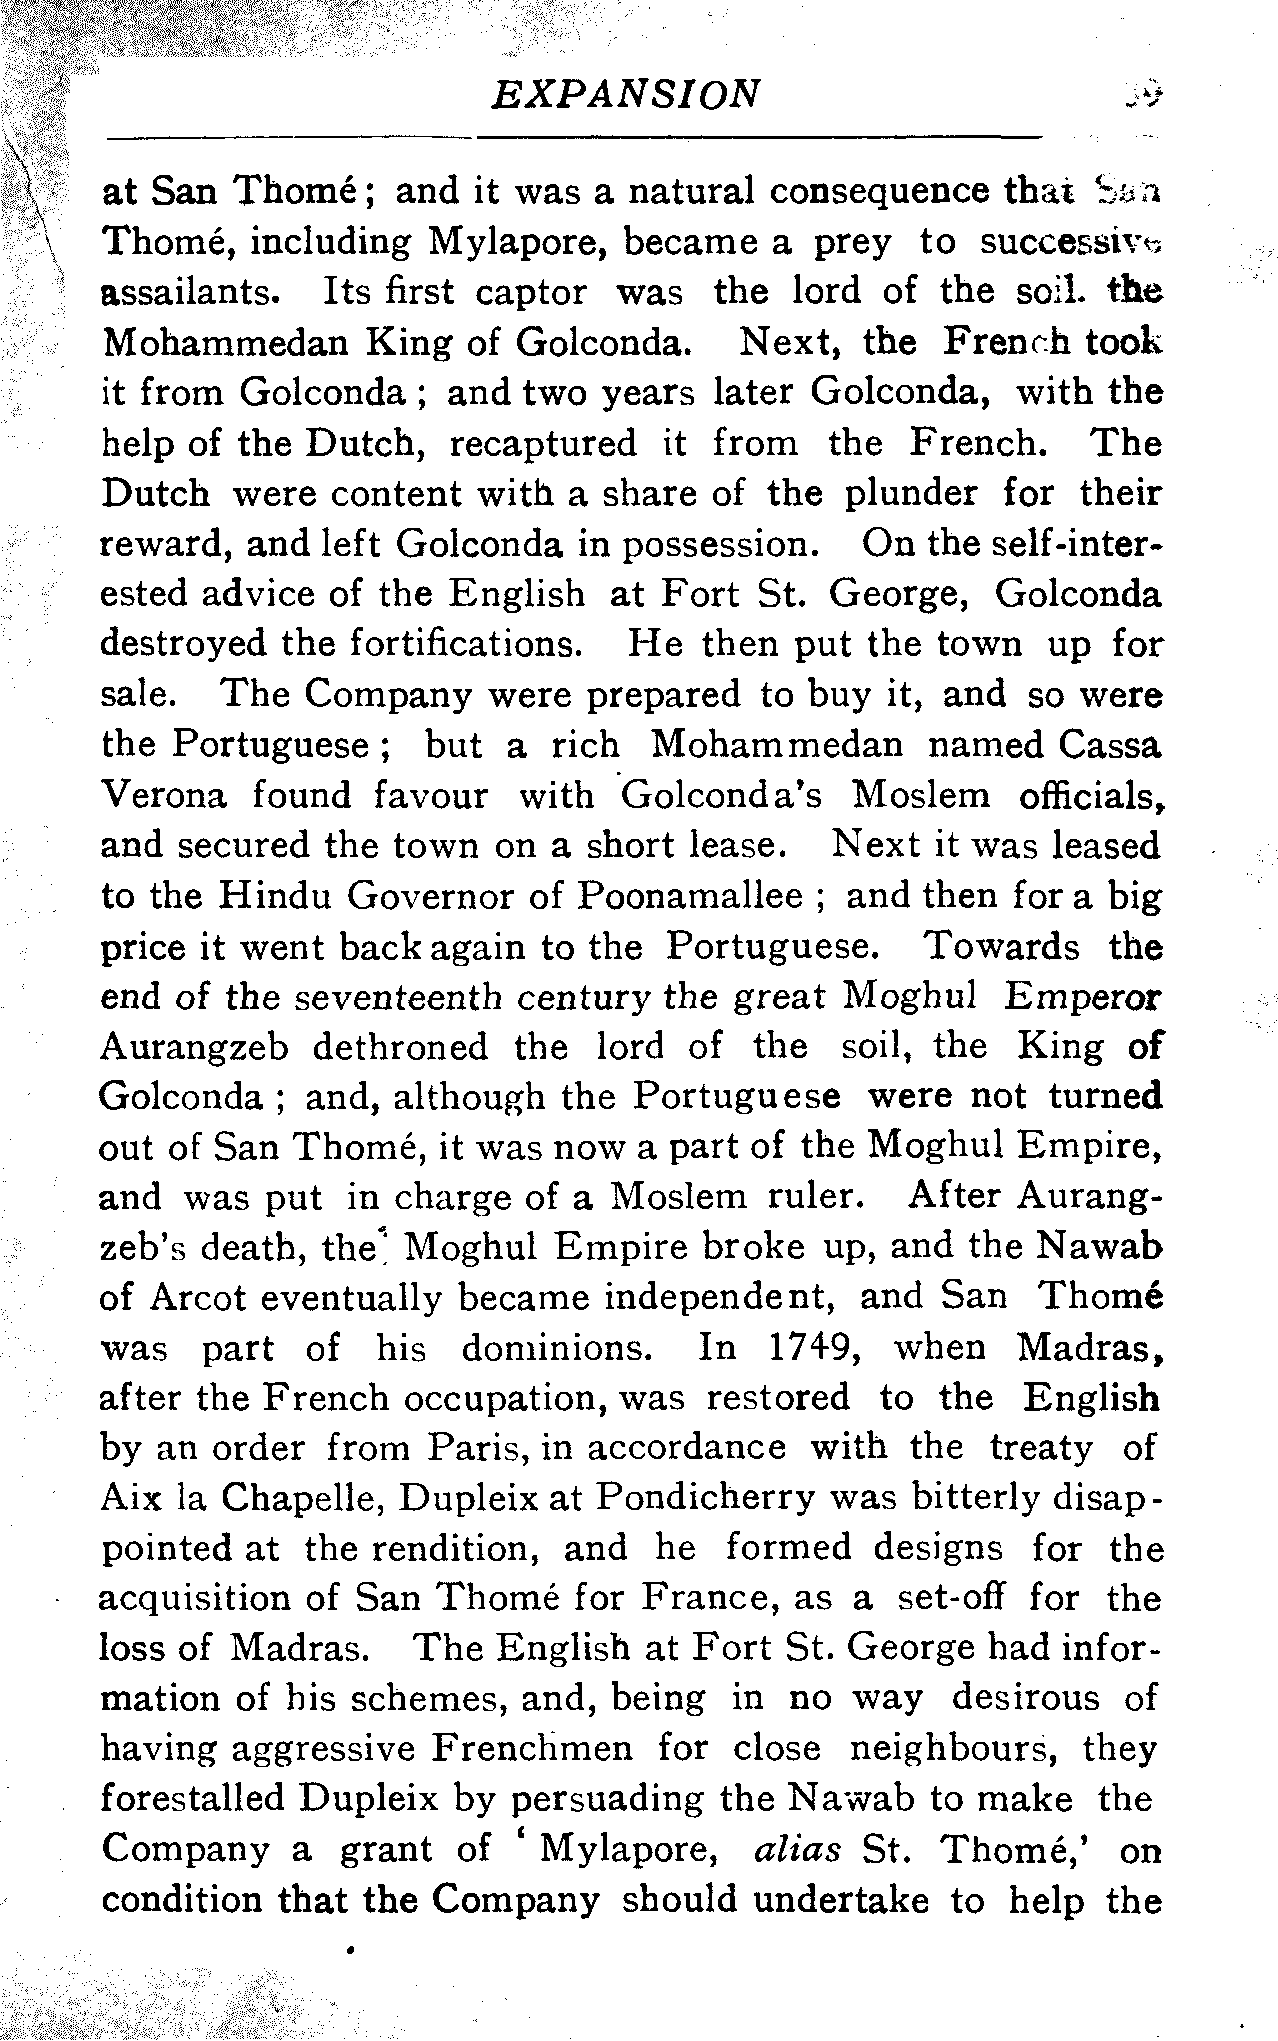 EXPANSION
at San Thomé; and it was a natural consequence that San
Thomé, including Mylapore, became a prey to successive
assailants. Its first captor was the lord of the soil. the
Mohammedan King of Golconda. Next, the French took
it from Golconda; and two years later Golconda, with the
help of the Dutch, recaptured it from the French. The
Dutch were content with a share of the plunder for their
reward, and left Golconda in possession. On the self-inter-
ested advice of the English at Fort St. George, Golconda
destroyed the fortifications. He then put the town up for
sale. The Company were prepared to buy it, and so were
the Portuguese; but a rich Mohammedan named Cassa
Verona found favour with Golconda's Moslem officials,
and secured the town on a short lease. Next it was leased
to the Hindu Governor of Poonamallee; and then for a big
price it went back again to the Portuguese. Towards the
end of the seventeenth century the great Moghul Emperor
Aurangzeb dethroned the lord of the soil, the King of
Golconda; and, although the Portuguese were not turned
out of San Thomé, it was now a part of the Moghul Empire,
and was put in charge of a Moslem ruler. After Aurang-
zeb's death, the Moghul Empire broke up, and the Nawab
of Arcot eventually became independent, and San Thomé
was part of his dominions. In 1749, when Madras,
after the French occupation, was restored to the English
by an order from Paris, in accordance with the treaty of
Aix la Chapelle, Dupleix at Pondicherry was bitterly disap-
pointed at the rendition, and he formed designs for the
acquisition of San Thomé for France, as a set-off for the
loss of Madras. The English at Fort St. George had infor-
mation of his schemes, and, being in no way desirous of
having aggressive Frenchmen for close neighbours, they
forestalled Dupleix by persuading the Nawab to make the
Company a grant of ‘Mylapore, alias St. Thomé,’ on
condition that the Company should undertake to help the